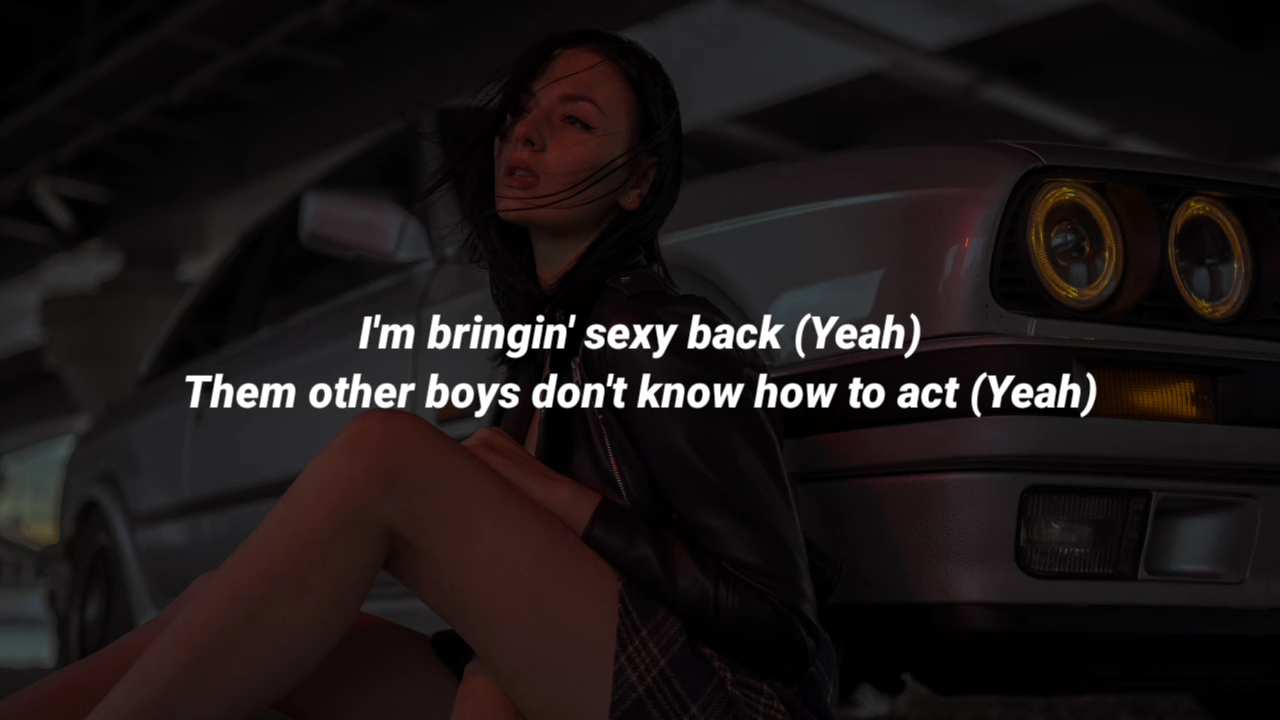 I'm bringin' sexy back (Yeah)
Them other boys don't know how to act (Yeah)